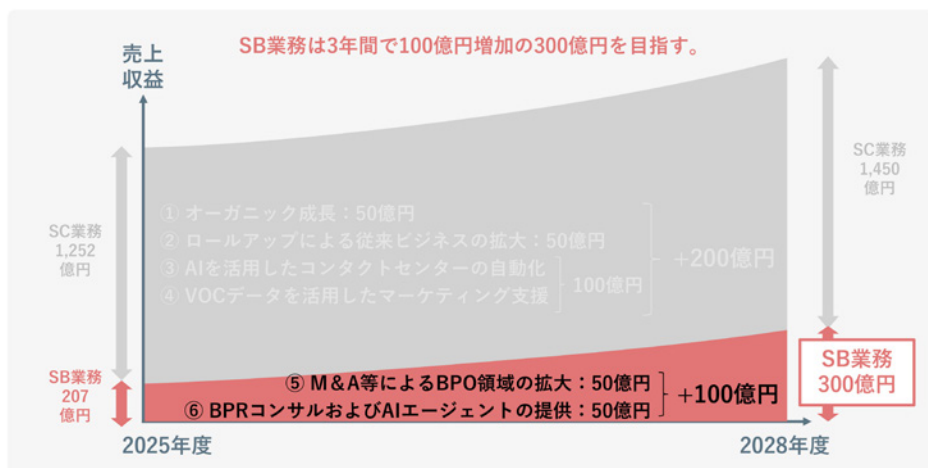 SB業務は3年間で100億円増加の300億円を目指す。
売上
収益
SC業務
1,252
億円
SB業務
207
億円
① オーガニック成長：50億円
② ロールアップによる従来ビジネスの拡大：50億円
③ AIを活用したコンタクトセンターの自動化
④ VOCデータを活用したマーケティング支援
100億円
+200億円
⑤ M＆A等によるBPO領域の拡大：50億円
⑥ BPRコンサルおよびAIエージェントの提供：50億円
+100億円
SC業務
1,450
億円
SB業務
300億円
2025年度
2028年度